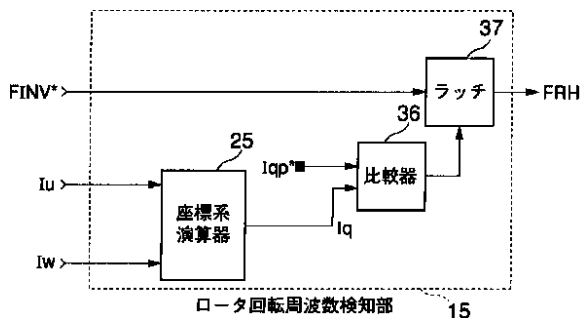 37
FINV*
ラッチ
FRH
36
25
Iqp*
比較器
Iu
座標系
演算器
Iq
Iw
ロータ回転周波数検知部
15